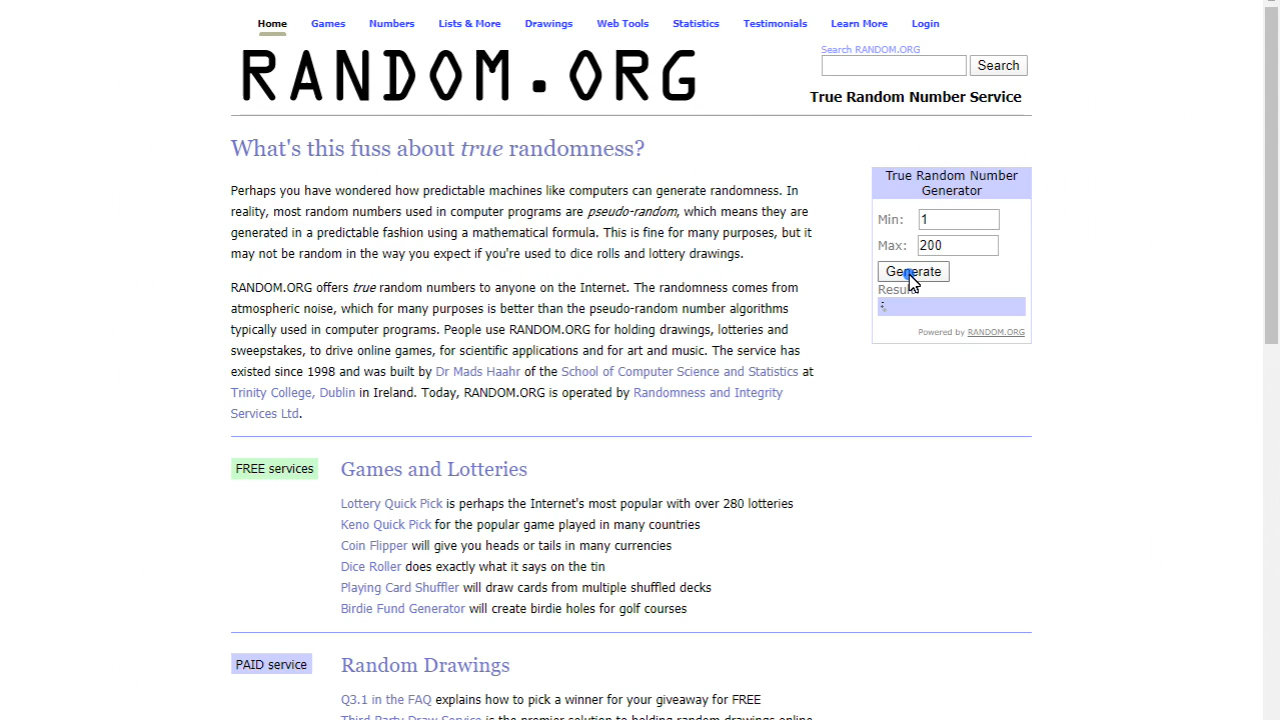 Home Games Numbers Lists & More Drawings Web Tools Statistics Testimonials Learn More Login
RANDOM.ORG
Search RANDOM.ORG
Search
True Random Number Service
What's this fuss about true randomness?
Perhaps you have wondered how predictable machines like computers can generate randomness. In
reality, most random numbers used in computer programs are pseudo-random, which means they are
generated in a predictable fashion using a mathematical formula. This is fine for many purposes, but it
may not be random in the way you expect if you're used to dice rolls and lottery drawings.
RANDOM.ORG offers true random numbers to anyone on the Internet. The randomness comes from
atmospheric noise, which for many purposes is better than the pseudo-random number algorithms
typically used in computer programs. People use RANDOM.ORG for holding drawings, lotteries and
sweepstakes, to drive online games, for scientific applications and for art and music. The service has
existed since 1998 and was built by Dr Mads Haahr of the School of Computer Science and Statistics at
Trinity College, Dublin in Ireland. Today, RANDOM.ORG is operated by Randomness and Integrity
Services Ltd.
True Random Number
Generator
Min: 1
Max: 200
Generate
Result:
Powered by RANDOM.ORG
FREE services
Games and Lotteries
Lottery Quick Pick is perhaps the Internet's most popular with over 280 lotteries
Keno Quick Pick for the popular game played in many countries
Coin Flipper will give you heads or tails in many currencies
Dice Roller does exactly what it says on the tin
Playing Card Shuffler will draw cards from multiple shuffled decks
Birdie Fund Generator will create birdie holes for golf courses
PAID service
Random Drawings
Q3.1 in the FAQ explains how to pick a winner for your giveaway for FREE
Third-Party Draw Service is the premier solution to holding random drawings online